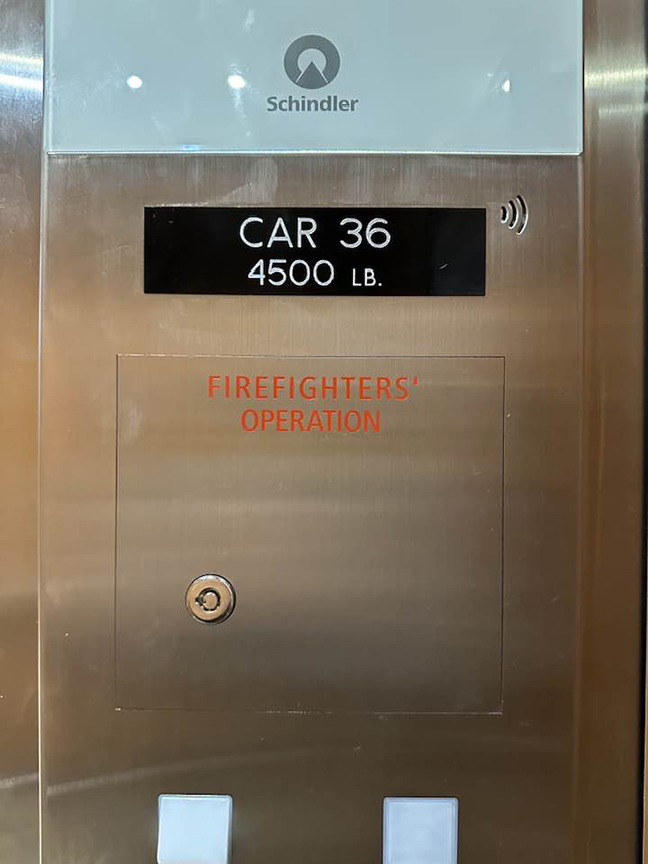 Schindler
CAR 36
4500 LB.
FIREFIGHTERS'
OPERATION